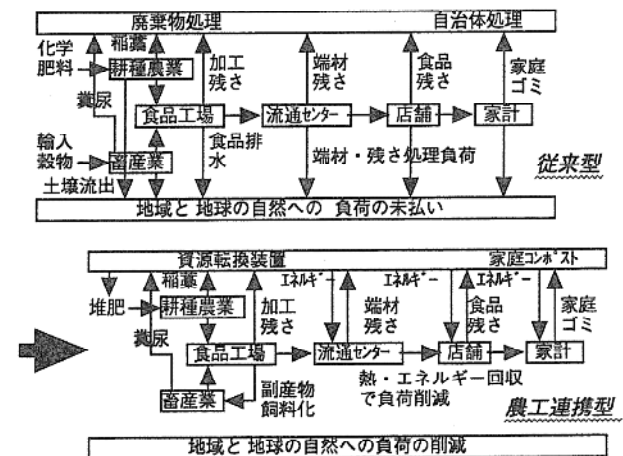 廃棄物処理 自治体処理
化学
肥料
稲藁
耕種農業
加工
残さ
端材
残さ
食品
残さ
家庭
ゴミ
糞尿
食品工場
流通センター
店舗
家計
輸入
穀物
畜産業
食品排
水
端材・残さ処理負荷
従来型
土壌流出
地域と 地球の自然への 負荷の未払い
資源転換装置 家庭コンポスト
稲藁
エネルギー
エネルギー
エネルギー
堆肥
耕種農業
加工
残さ
端材
残さ
食品
残さ
家庭
ゴミ
糞尿
食品工場
流通センター
店舗
家計
畜産業
副産物
飼料化
熱・エネルギー回収
で負荷削減
農工連携型
地域と 地球の自然への負荷の削減